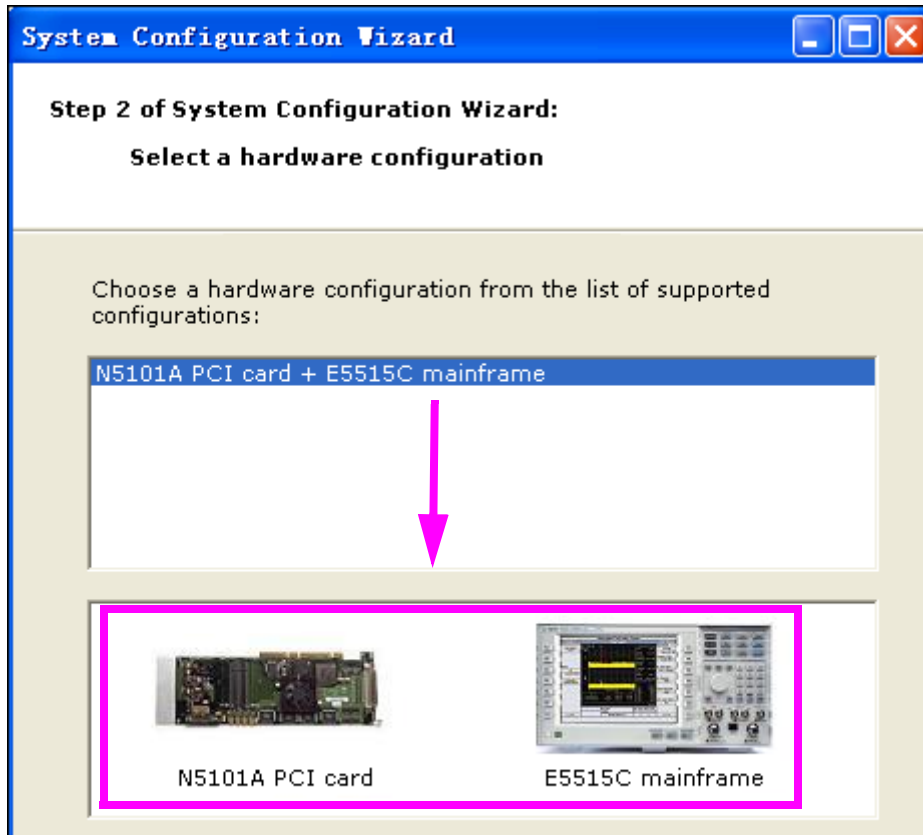 System Configuration Wizard
Step 2 of System Configuration Wizard:
Select a hardware configuration
Choose a hardware configuration from the list of supported
configurations:
N5101A PCI card + E5515C mainframe
N5101A PCI card
E5515C mainframe